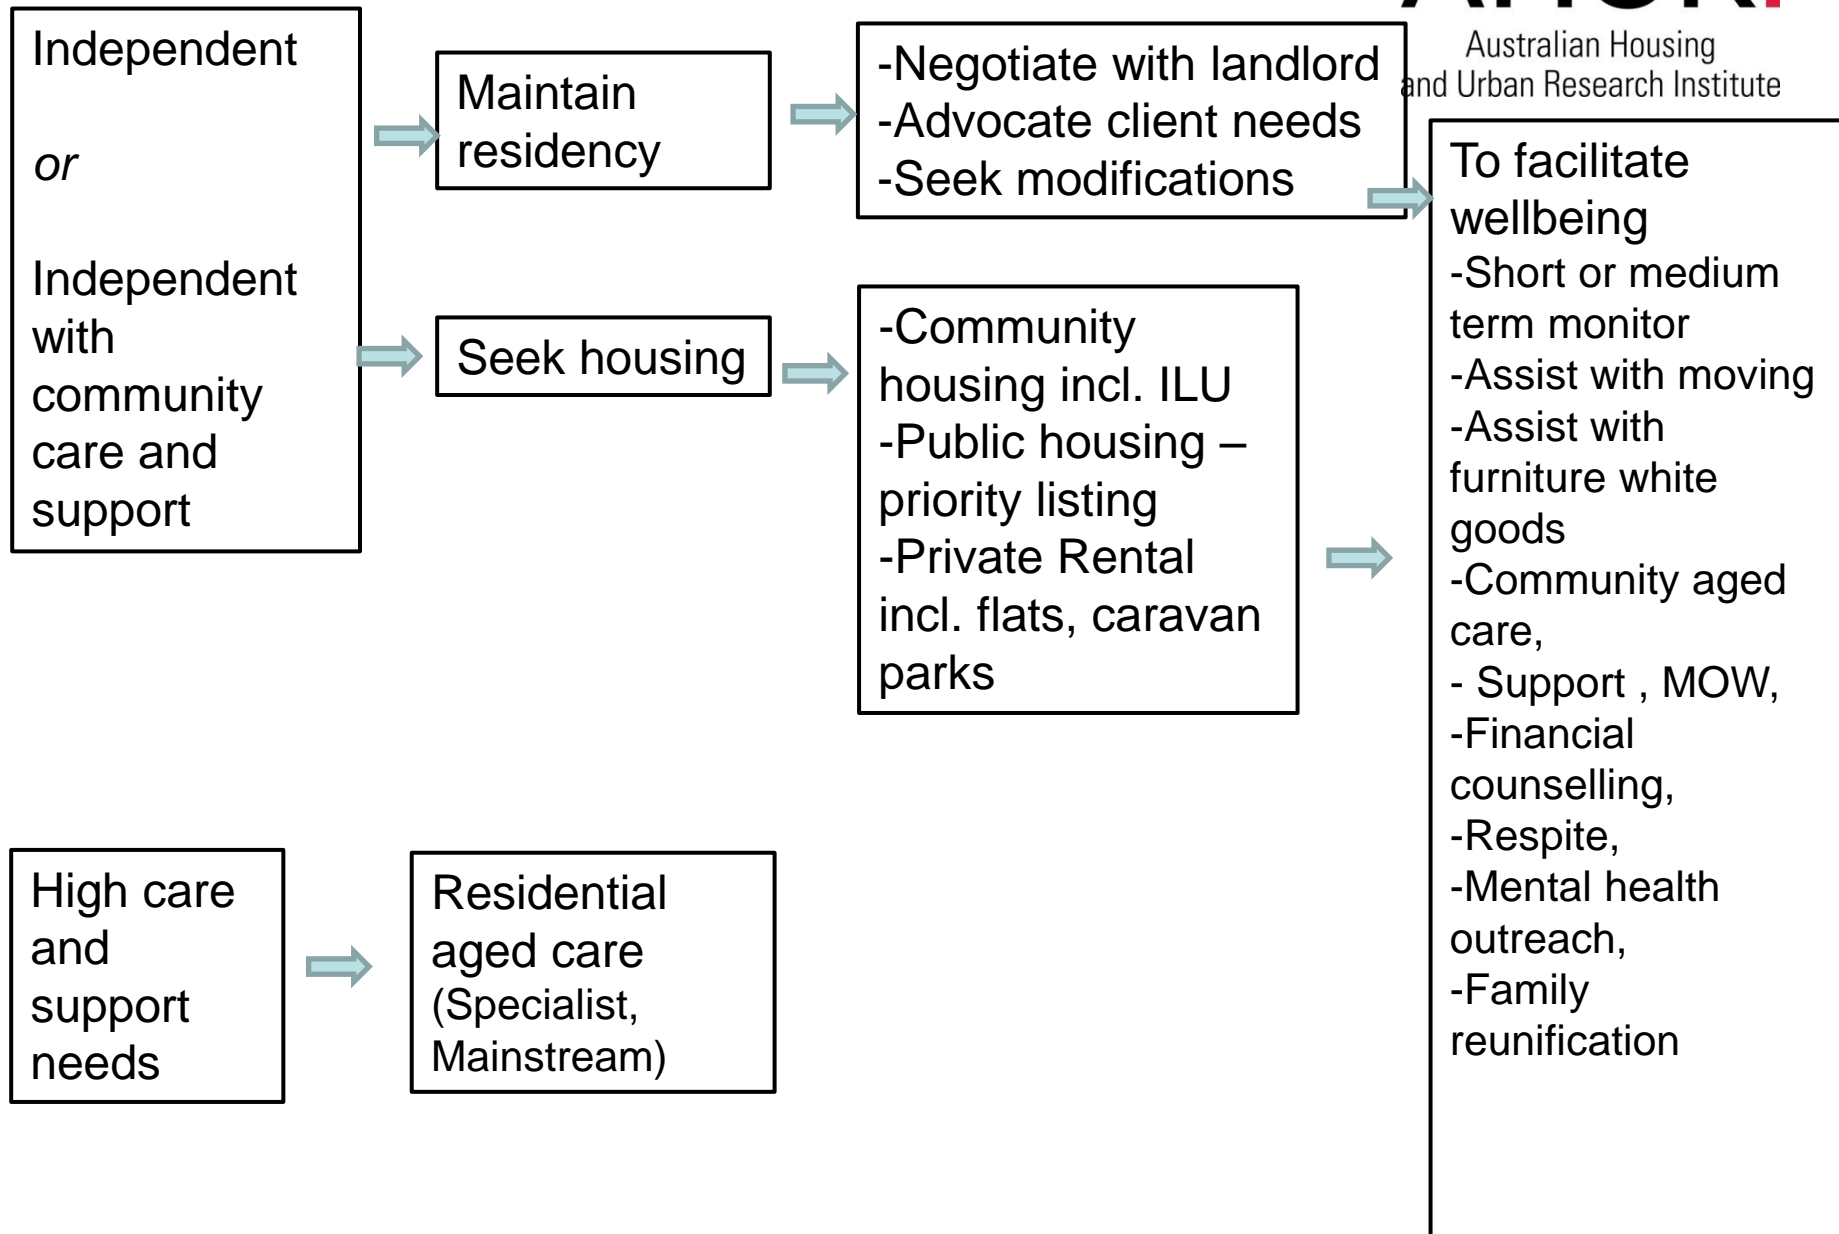 Independent
or
Independent
with
community
care and
support
Maintain
residency
-Negotiate with landlord
-Advocate client needs
-Seek modifications
Australian Housing
and Urban Research Institute
Seek housing
-Community
housing incl. ILU
-Public housing –
priority listing
-Private Rental
incl. flats, caravan
parks
To facilitate
wellbeing
-Short or medium
term monitor
-Assist with moving
-Assist with
furniture white
goods
-Community aged
care,
- Support , MOW,
-Financial
counselling,
-Respite,
-Mental health
outreach,
-Family
reunification
High care
and
support
needs
Residential
aged care
(Specialist,
Mainstream)